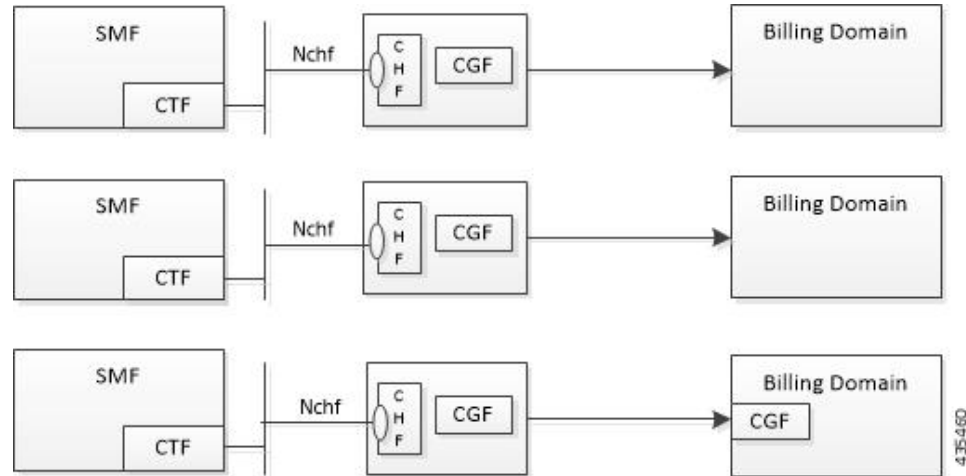 SMF
CTF
Nchf
C
H
F
CGF
Billing Domain
SMF
CTF
Nchf
C
H
F
CGF
Billing Domain
SMF
CTF
Nchf
C
H
F
CGF
Billing Domain
CGF
435460